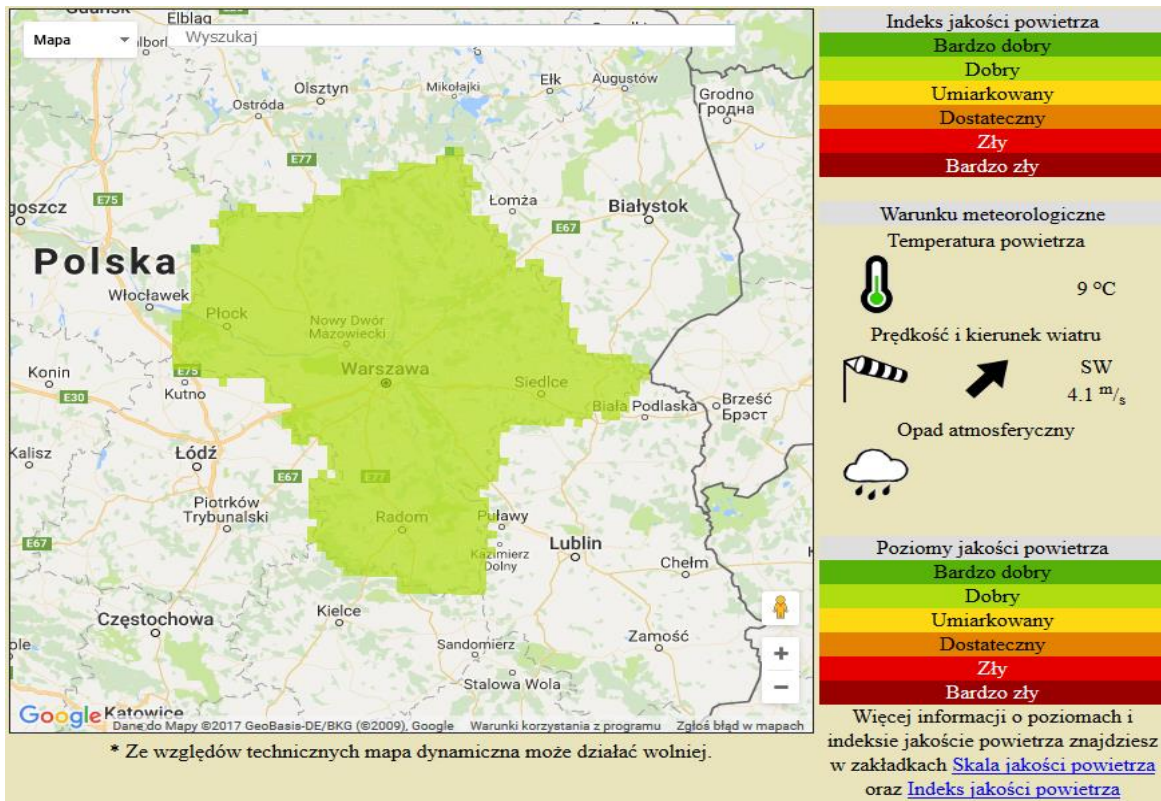 Gdańsk
Elbląg
Mapa
Wyszukaj
Olsztyn
Mikołajki
Ełk
Augustów
Ostróda
Grodno
Гродна
E77
E75
goszcz
Łomża
Białystok
E67
Polska
Włocławek
Płock
Nowy Dwór
Mazowiecki
Warszawa
Siedlce
Konin
E75
Kutno
E30
Biała Podlaska
Brześć
Брэст
Kalisz
Łódź
E67
E77
Piotrków
Trybunalski
Radom
Puławy
E67
Kazimierz
Dolny
Lublin
Chełm
Kielce
Częstochowa
Sandomierz
Zamość
Stalowa Wola
+
−
Google
Katowice
Dane do Mapy ©2017 GeoBasis-DE/BKG (©2009), Google
Warunki korzystania z programu
Zgłoś błąd w mapach
* Ze względów technicznych mapa dynamiczna może działać wolniej.
Indeks jakości powietrza
Bardzo dobry
Dobry
Umiarkowany
Dostateczny
Zły
Bardzo zły
Warunku meteorologiczne
Temperatura powietrza
9 °C
Prędkość i kierunek wiatru
SW
4.1 m/s
Opad atmosferyczny
Poziomy jakości powietrza
Bardzo dobry
Dobry
Umiarkowany
Dostateczny
Zły
Bardzo zły
Więcej informacji o poziomach i
indeksie jakoście powietrza znajdziesz
w zakładkach Skala jakości powietrza
oraz Indeks jakości powietrza